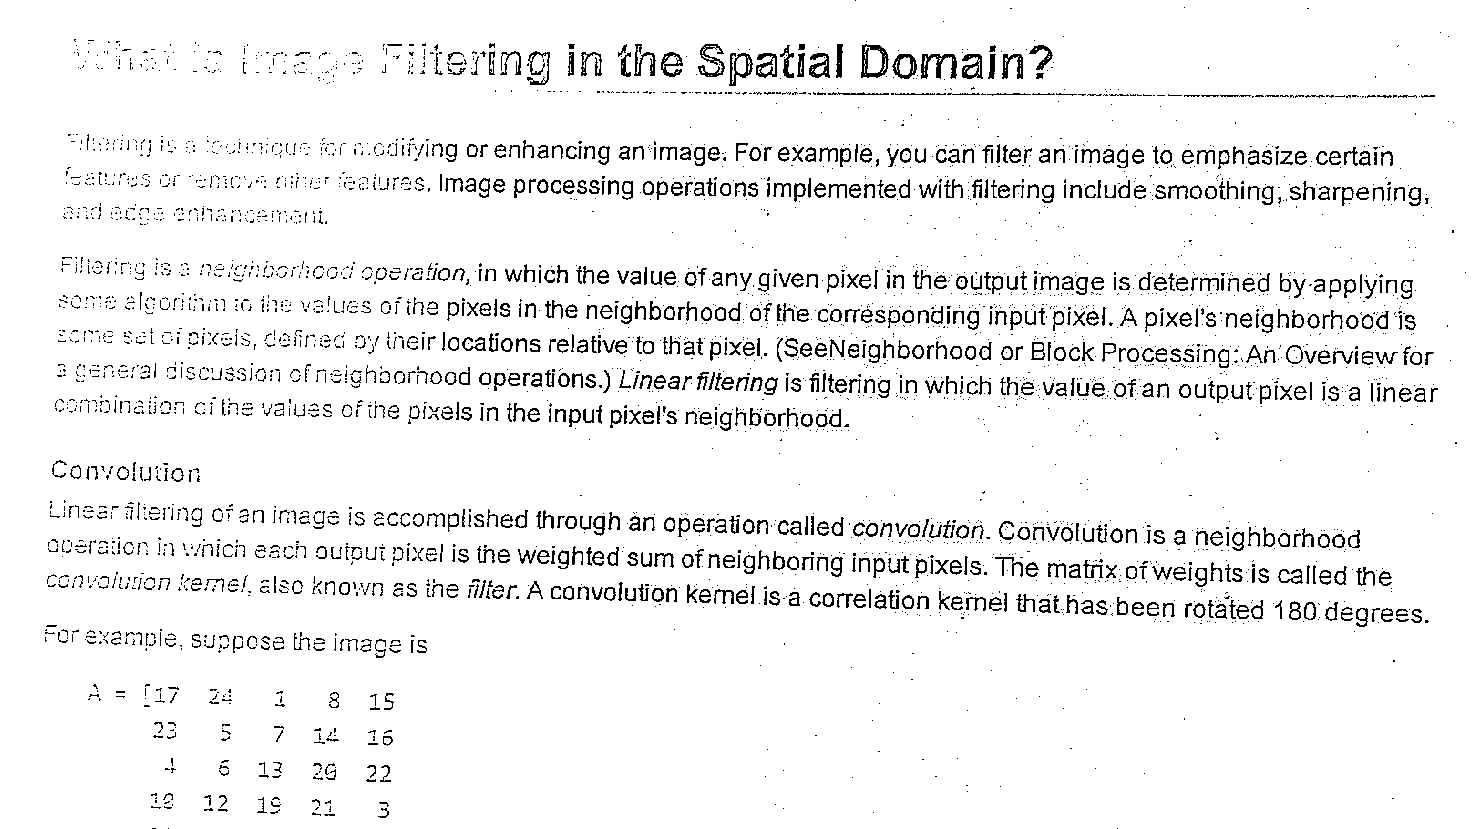 What is Image Filtering in the Spatial Domain?
Filtering is a technique for modifying or enhancing an image. For example, you can filter an image to emphasize certain
features or remove other features. Image processing operations implemented with filtering include smoothing, sharpening,
and edge enhancement.
Filtering is a neighborhood operation, in which the value of any given pixel in the output image is determined by applying
some algorithm to the values of the pixels in the neighborhood of the corresponding input pixel. A pixel's neighborhood is
some set of pixels, defined by their locations relative to that pixel. (SeeNeighborhood or Block Processing: An Overview for
a general discussion of neighborhood operations.) Linear filtering is filtering in which the value of an output pixel is a linear
combination of the values of the pixels in the input pixel's neighborhood.
Convolution
Linear filtering of an image is accomplished through an operation called convolution. Convolution is a neighborhood
operation in which each output pixel is the weighted sum of neighboring input pixels. The matrix of weights is called the
convolution kernel, also known as the filter. A convolution kernel is a correlation kernel that has been rotated 180 degrees.
For example, suppose the image is
A = [17 24 1 8 15
23 5 7 14 16
4 6 13 20 22
10 12 19 21 3